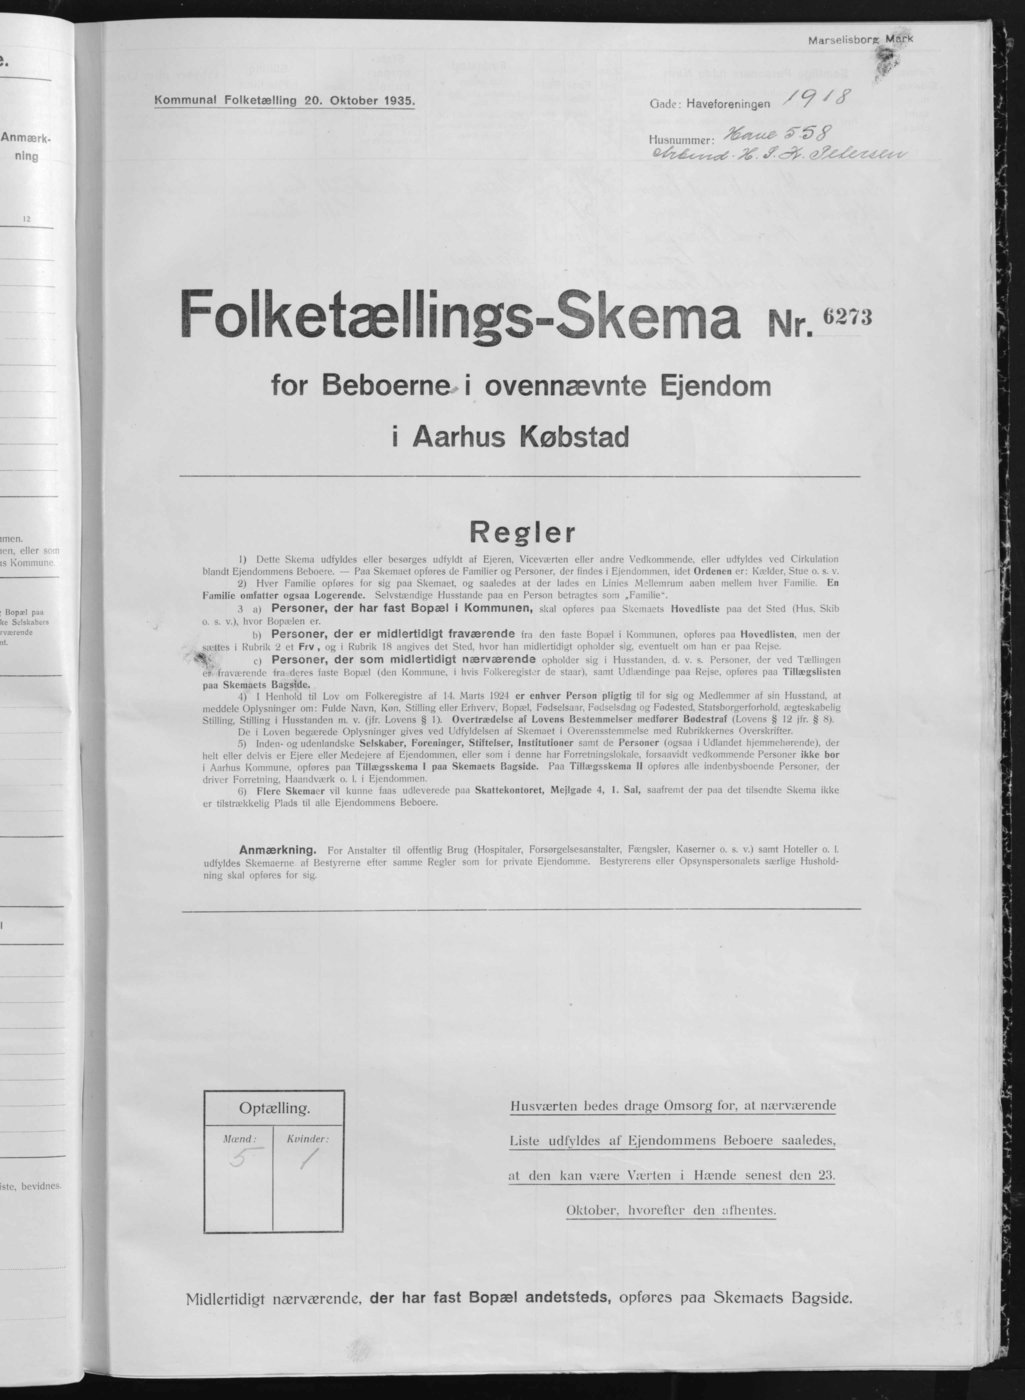 e.
Anmærk-
ning
12
men.
en, eller som
s Kommune.
Bopæl paa
ke Selskabers
rværende
nt.
iste, bevidnes.
Marselisborg Mark
Kommunal Folketælling 20. Oktober 1935.
Gade: Haveforeningen 1918
Husnummer: Have 558
Arbmd. H. P. K. Petersen
Folketællings-Skema Nr. 6273
for Beboerne i ovennævnte Ejendom
i Aarhus Købstad
Regler
1) Dette Skema udfyldes eller besørges udfyldt af Ejeren, Viceværten eller andre Vedkommende, eller udfyldes ved Cirkulation
blandt Ejendommens Beboere. — Paa Skemaet opføres de Familier og Personer, der findes i Ejendommen, idet Ordenen er: Kælder, Stue o. s. v.
2) Hver Familie opføres for sig paa Skemaet, og saaledes at der lades en Linies Mellemrum aaben mellem hver Familie. En
Familie omfatter ogsaa Logerende. Selvstændige Husstande paa en Person betragtes som „Familie".
3 a) Personer, der har fast Bopæl i Kommunen, skal opføres paa Skemaets Hovedliste paa det Sted (Hus, Skib
o. s. v.), hvor Bopælen er.
b) Personer, der er midlertidigt fraværende fra den faste Bopæl i Kommunen, opføres paa Hovedlisten, men der
sættes i Rubrik 2 et Frv, og i Rubrik 18 angives det Sted, hvor han midlertidigt opholder sig, eventuelt om han er paa Rejse.
c) Personer, der som midlertidigt nærværende opholder sig i Husstanden, d. v. s. Personer, der ved Tællingen
er fraværende fra deres faste Bopæl (den Kommune, i hvis Folkeregister de staar), samt Udlændinge paa Rejse, opføres paa Tillægslisten
paa Skemaets Bagside.
4) I Henhold til Lov om Folkeregistre af 14. Marts 1924 er enhver Person pligtig til for sig og Medlemmer af sin Husstand, at
meddele Oplysninger om: Fulde Navn, Køn, Stilling eller Erhverv, Bopæl, Fødselsaar, Fødselsdag og Fødested, Statsborgerforhold, ægteskabelig
Stilling, Stilling i Husstanden m. v. (jfr. Lovens § 1). Overtrædelse af Lovens Bestemmelser medfører Bødestraf (Lovens § 12 jfr. § 8).
De i Loven begærede Oplysninger gives ved Udfyldelsen af Skemaet i Overensstemmelse med Rubrikkernes Overskrifter.
5) Inden- og udenlandske Selskaber, Foreninger, Stiftelser, Institutioner samt de Personer (ogsaa i Udlandet hjemmehørende), der
helt eller delvis er Ejere eller Medejere af Ejendommen, eller som i denne har Forretningslokale, forsaavidt vedkommende Personer ikke bor
i Aarhus Kommune, opføres paa Tillægsskema I paa Skemaets Bagside. Paa Tillægsskema II opføres alle indenbysboende Personer, der
driver Forretning, Haandværk o. l. i Ejendommen.
6) Flere Skemaer vil kunne faas udleverede paa Skattekontoret, Mejlgade 4, 1. Sal, saafremt der paa det tilsendte Skema ikke
er tilstrækkelig Plads til alle Ejendommens Beboere.
Anmærkning. For Anstalter til offentlig Brug (Hospitaler, Forsørgelsesanstalter, Fængsler, Kaserner o. s. v.) samt Hoteller o. l.
udfyldes Skemaerne af Bestyrerne efter samme Regler som for private Ejendomme. Bestyrerens eller Opsynspersonalets særlige Hushold-
ning skal opføres for sig.
Optælling.
Mænd: Kvinder:
5 1
Husværten bedes drage Omsorg for, at nærværende
Liste udfyldes af Ejendommens Beboere saaledes,
at den kan være Værten i Hænde senest den 23.
Oktober, hvorefter den afhentes.
Midlertidigt nærværende, der har fast Bopæl andetsteds, opføres paa Skemaets Bagside.